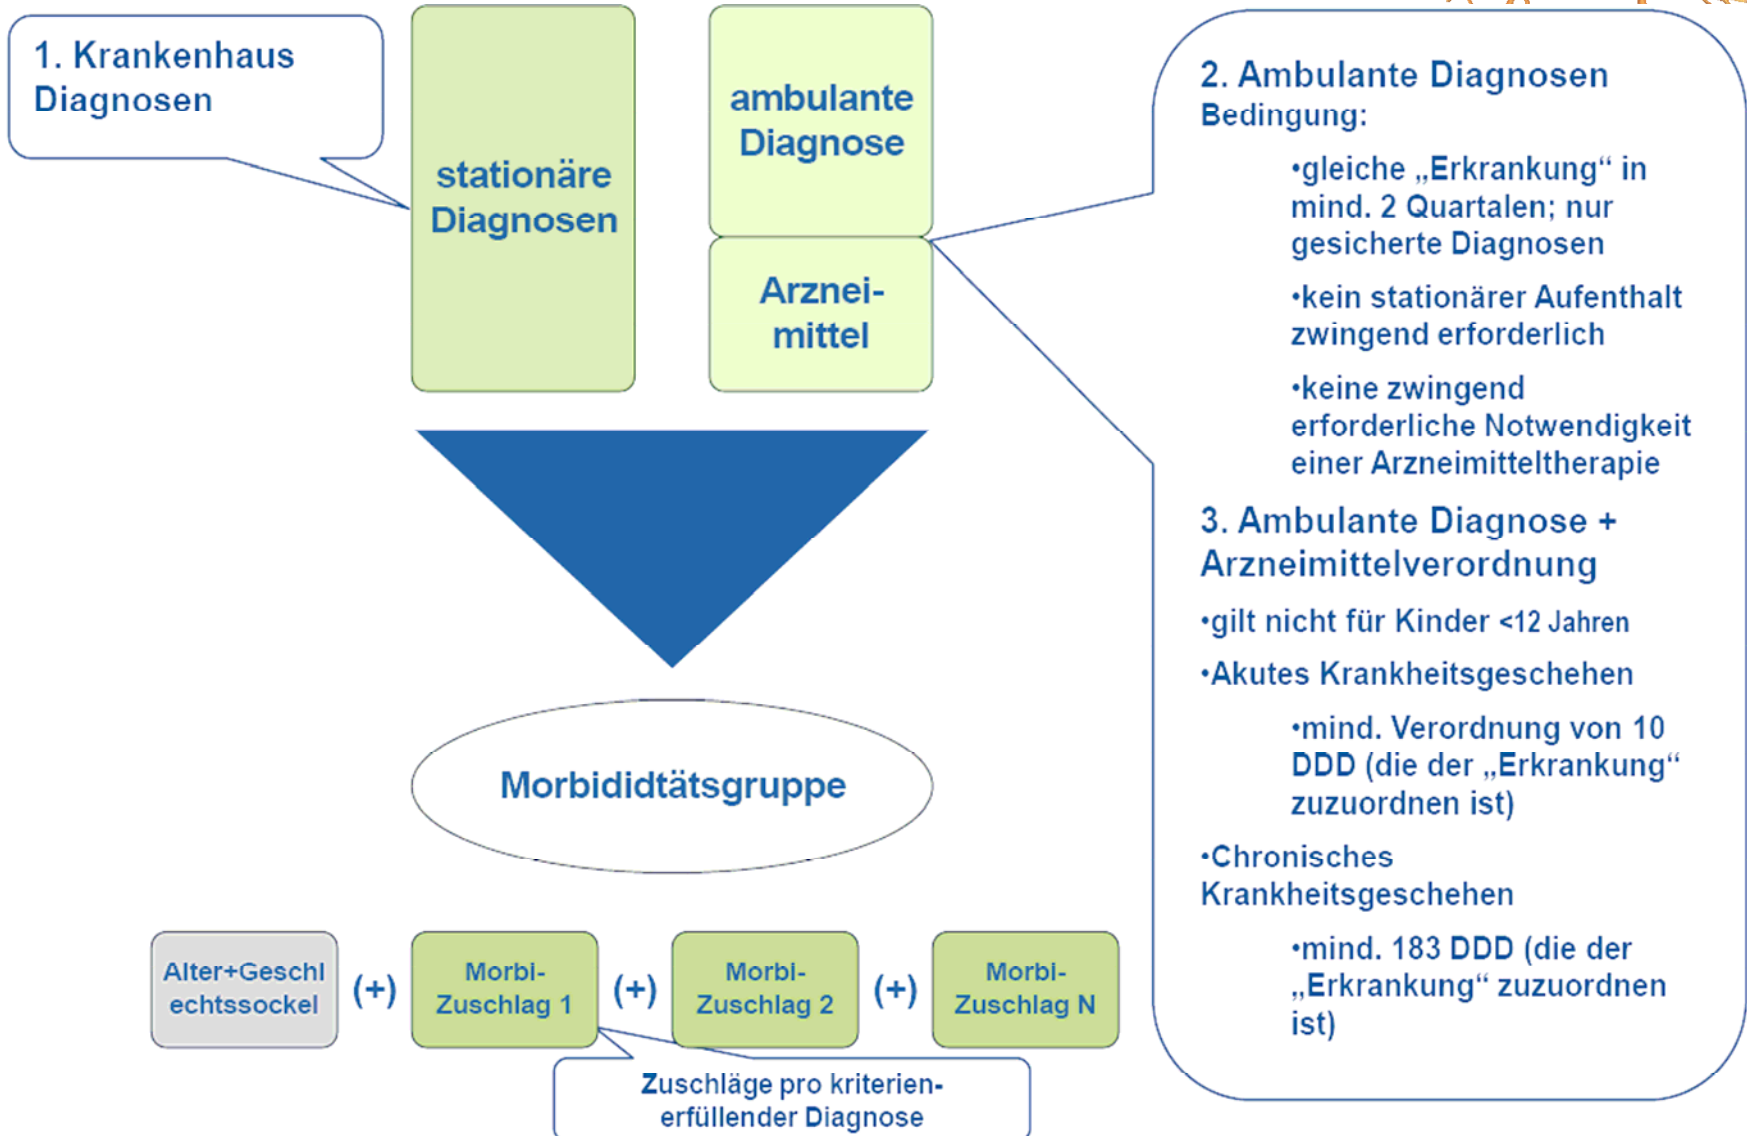 1. Krankenhaus
Diagnosen
stationäre
Diagnosen
ambulante
Diagnose
Arznei-
mittel
2. Ambulante Diagnosen
Bedingung:
•gleiche „Erkrankung“ in
mind. 2 Quartalen; nur
gesicherte Diagnosen
•kein stationärer Aufenthalt
zwingend erforderlich
•keine zwingend
erforderliche Notwendigkeit
einer Arzneimitteltherapie
3. Ambulante Diagnose +
Arzneimittelverordnung
•gilt nicht für Kinder <12 Jahren
•Akutes Krankheitsgeschehen
•mind. Verordnung von 10
DDD (die der „Erkrankung“
zuzuordnen ist)
•Chronisches
Krankheitsgeschehen
•mind. 183 DDD (die der
„Erkrankung“ zuzuordnen
ist)
Morbididtätsgruppe
Alter+Geschl
echtssockel
(+)
Morbi-
Zuschlag 1
(+)
Morbi-
Zuschlag 2
(+)
Morbi-
Zuschlag N
Zuschläge pro kriterien-
erfüllender Diagnose